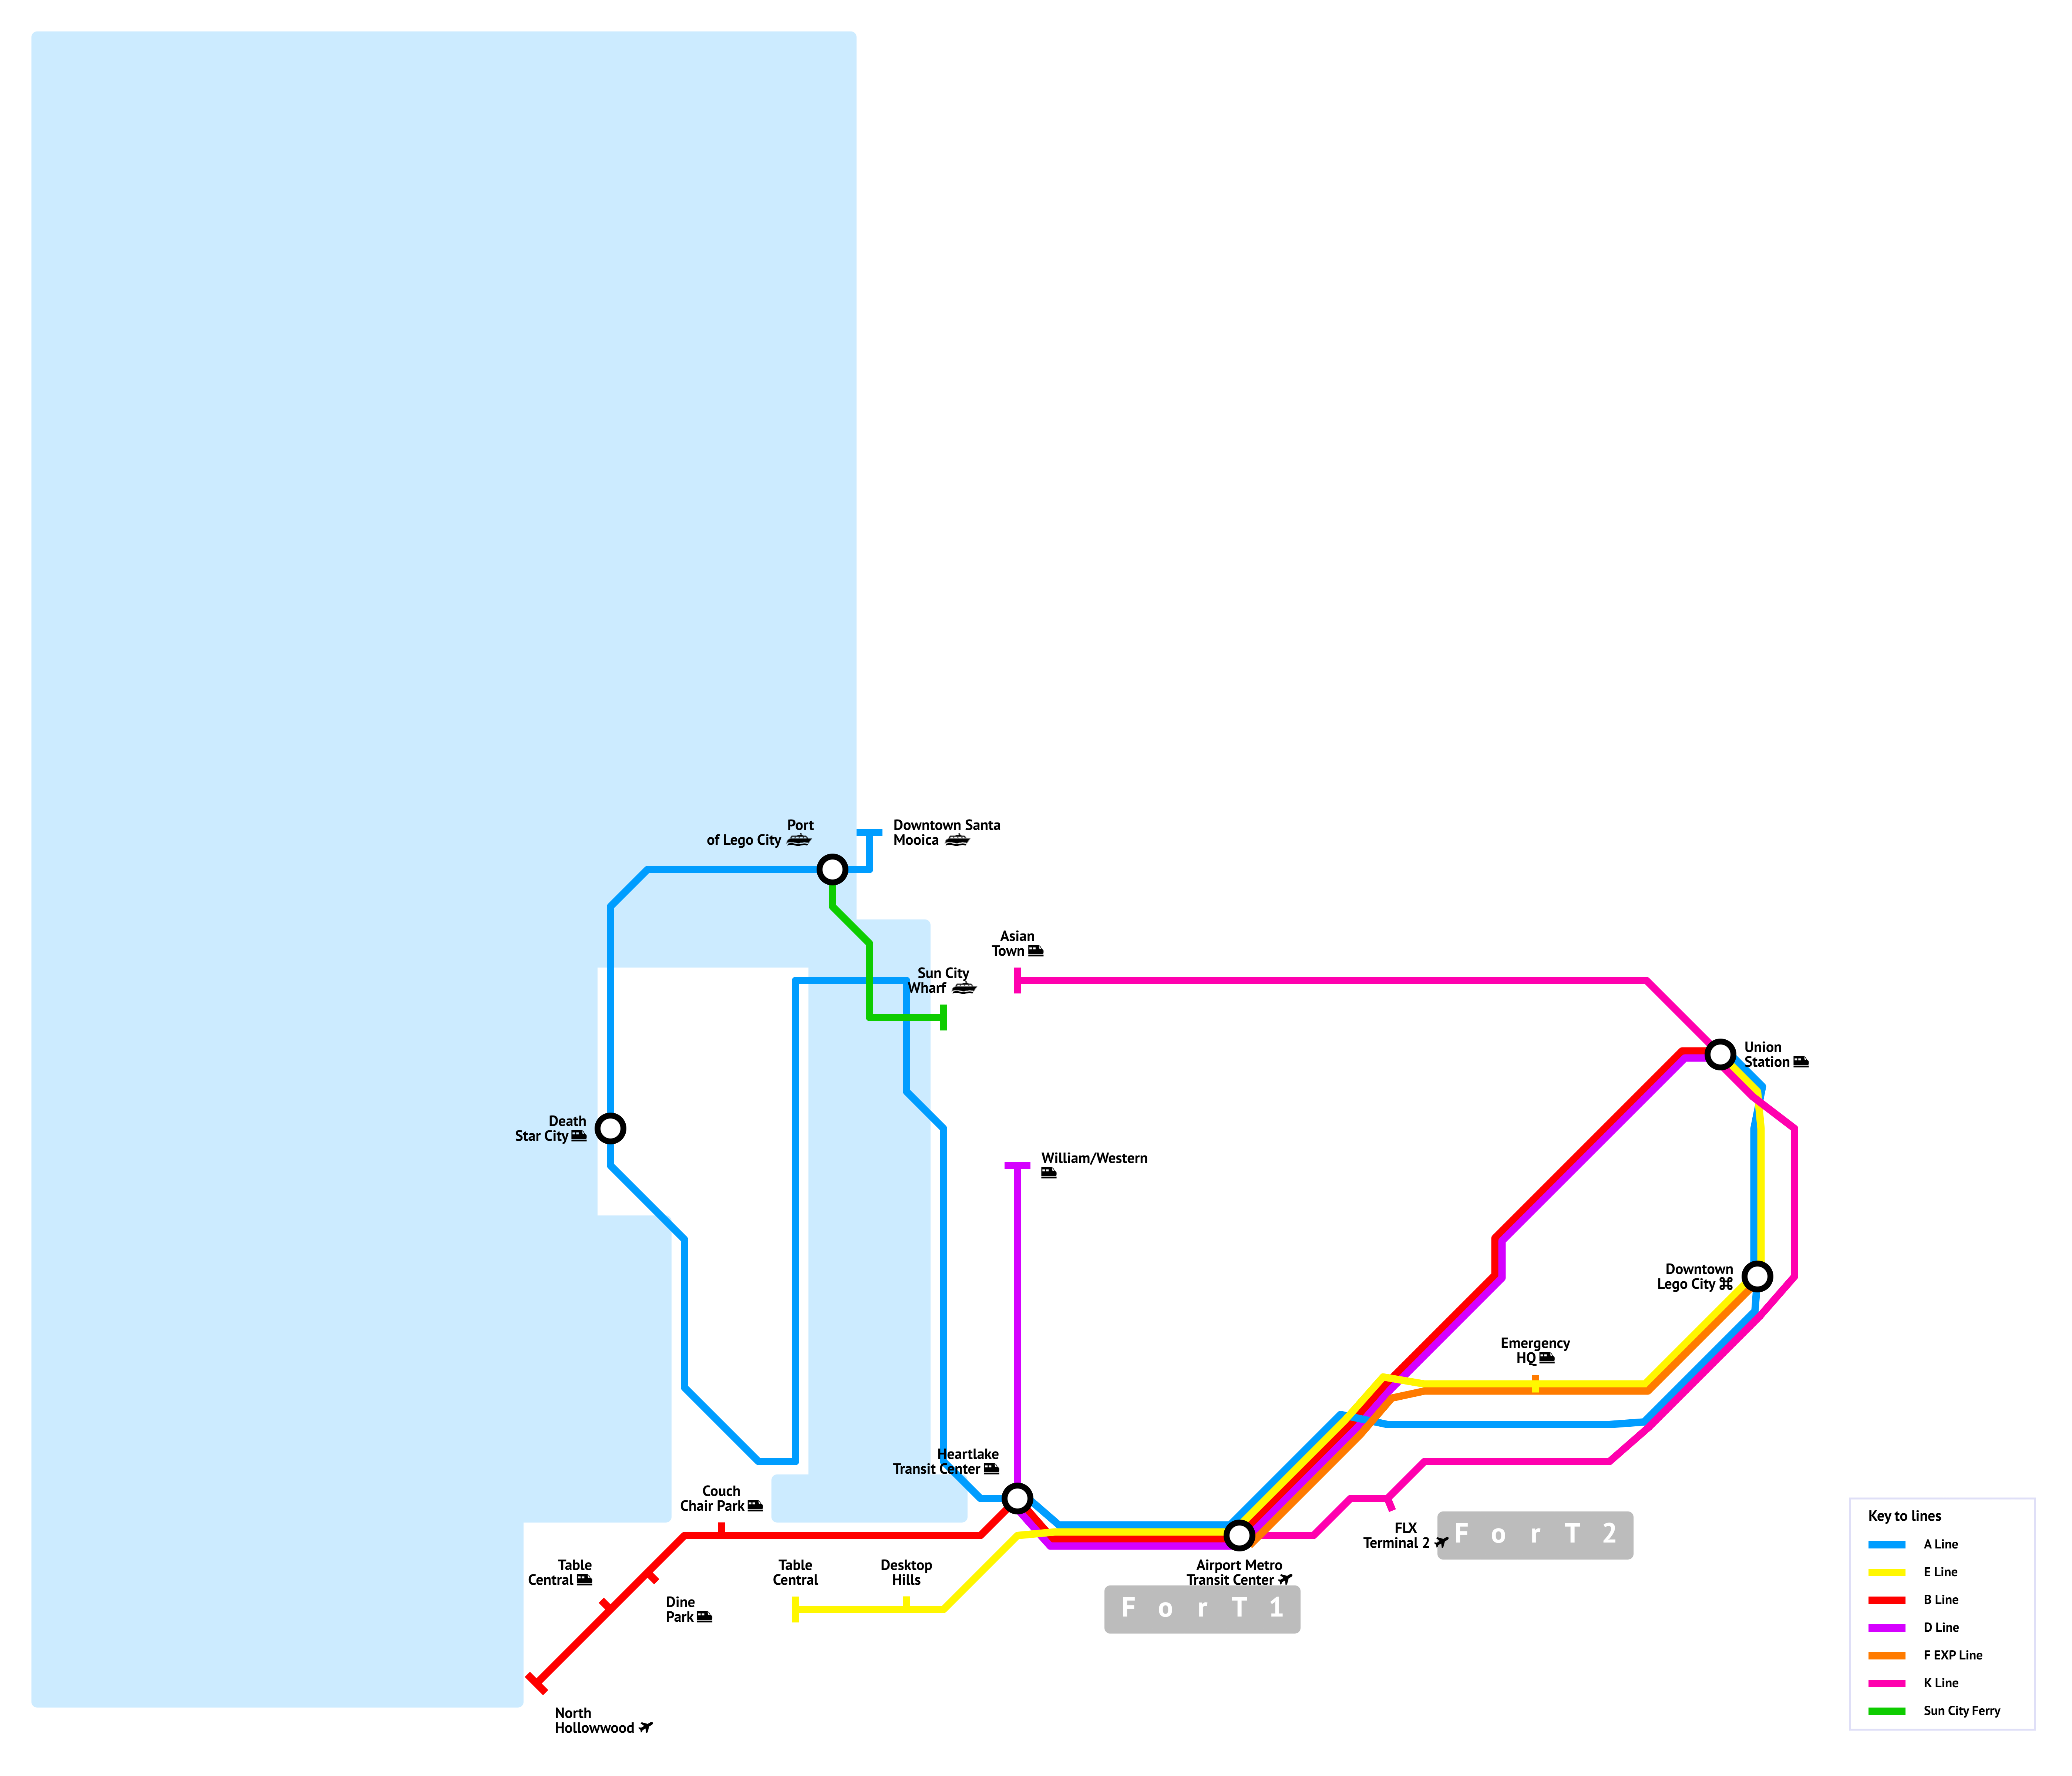 Port
of Lego City
Downtown Santa
Mooica
Asian
Town
Sun City
Wharf
Union
Station
Death
Star City
William/Western
Downtown
Lego City
Emergency
HQ
Heartlake
Transit Center
Couch
Chair Park
FLX
Terminal 2
F o r T 2
Table
Central
Table
Central
Desktop
Hills
Airport Metro
Transit Center
Dine
Park
F o r T 1
North
Hollowwood
Key to lines
A Line
E Line
B Line
D Line
F EXP Line
K Line
Sun City Ferry